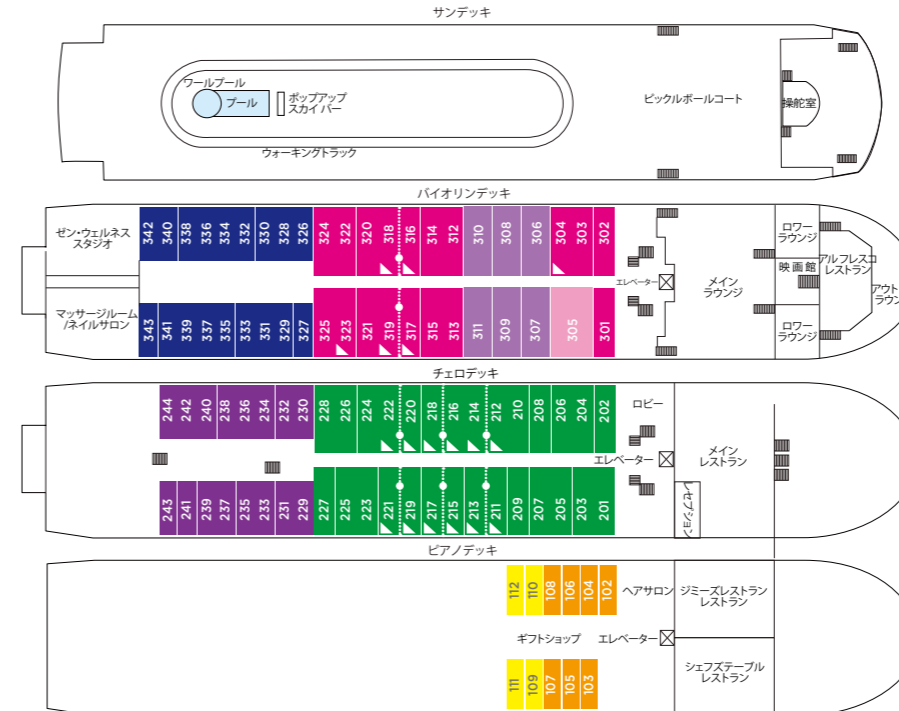 サンデッキ
ワールプール
プール
ポップアップ
スカイバー
ウォーキングトラック
ピックルボールコート
操舵室
バイオリンデッキ
ゼン・ウェルネス
スタジオ
342 340 338 336 334 332 330 328 326 324 322 320 318 316 314 312 310 308 306 304 303 302
エレベーター
メイン
ラウンジ
ロワー
ラウンジ
映画館
アルフレスコ
レストラン
アウト
ラウン
ロワー
ラウンジ
マッサージルーム
/ネイルサロン
343 341 339 337 335 333 331 329 327 325 323 321 319 317 315 313 311 309 307 305 301
チェロデッキ
244 242 240 238 236 234 232 230 228 226 224 222 220 218 216 214 212 210 208 206 204 202
ロビー
エレベーター
メイン
レストラン
レセプション
243 241 239 237 235 233 231 229 227 225 223 221 219 217 215 213 211 209 207 205 203 201
ピアノデッキ
112 110 108 106 104 102
ヘアサロン
ジミーズレストラン
レストラン
ギフトショップ
エレベーター
シェフズテーブル
レストラン
111 109 107 105 103